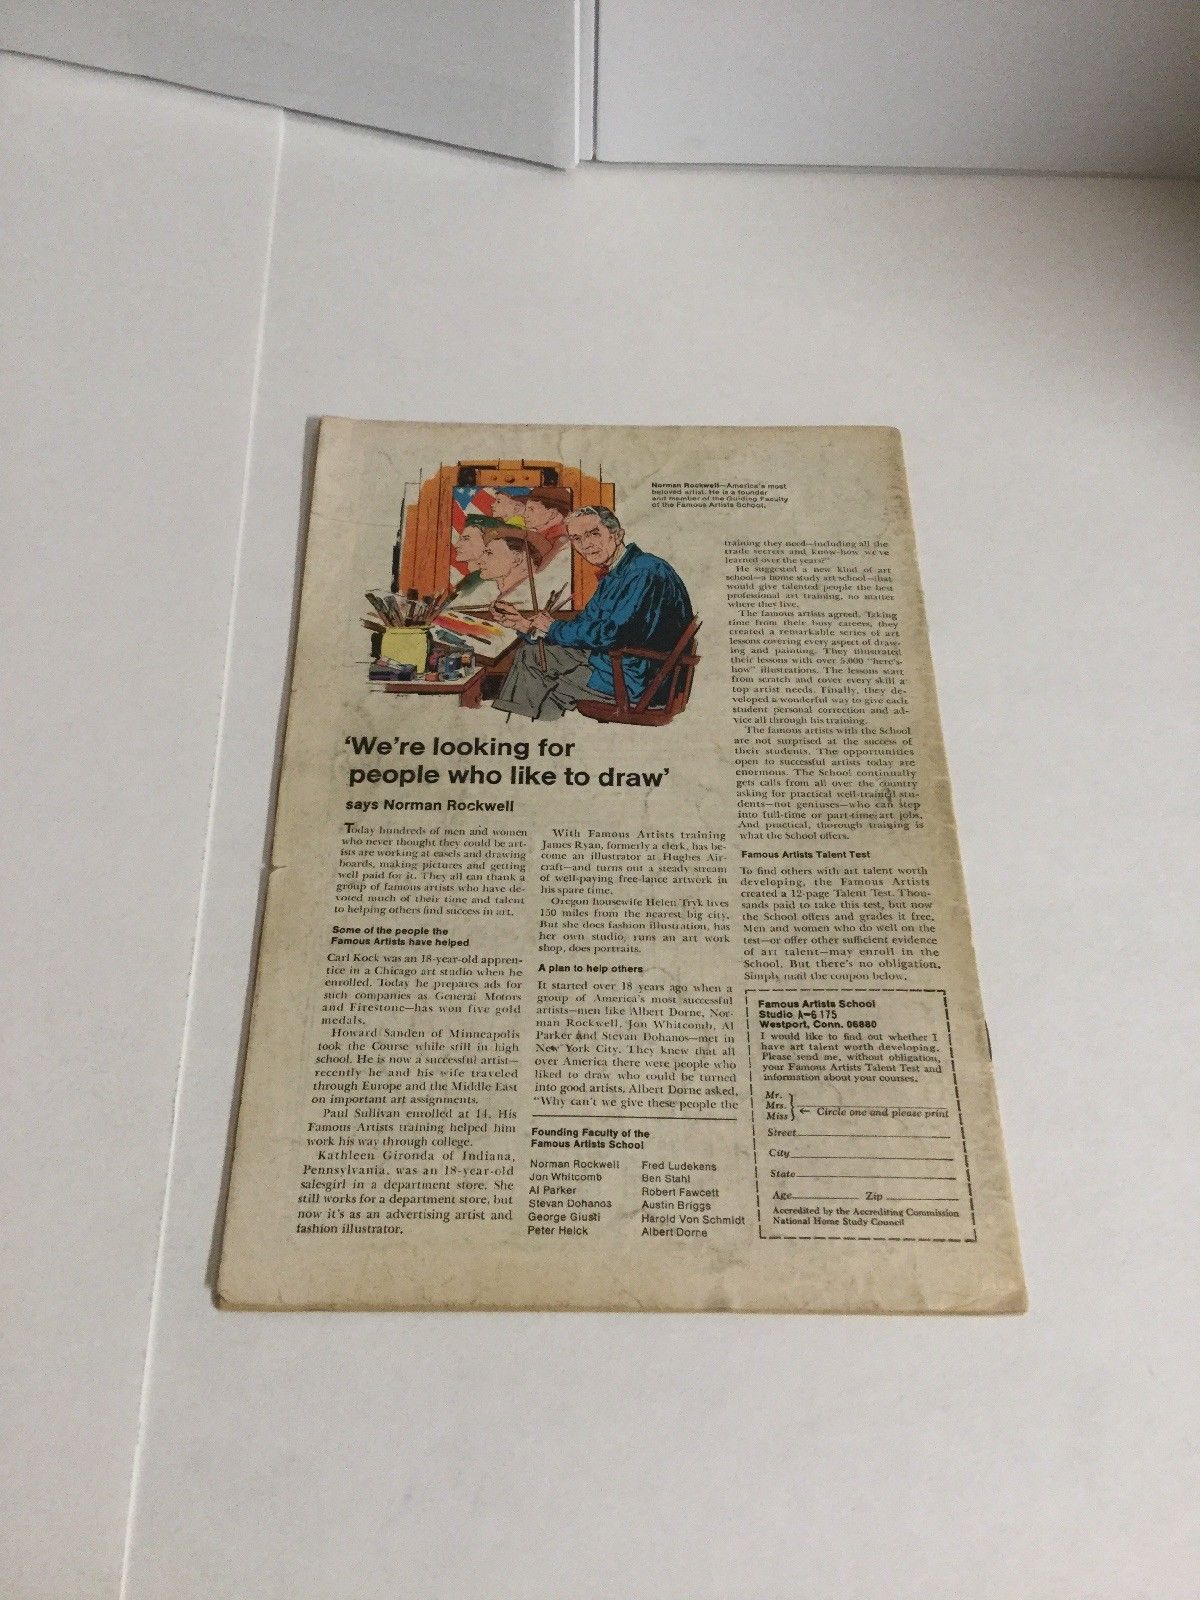 Norman Rockwell—America's most
beloved artist. He is a founder
and member of the Guiding Faculty
of the Famous Artists School.
'We're looking for
people who like to draw'
says Norman Rockwell
Today hundreds of men and women
who never thought they could be art-
ists are working at easels and drawing
boards, making pictures and getting
well paid for it. They all can thank a
group of famous artists who have de-
voted much of their time and talent
to helping others find success in art.
Some of the people the
Famous Artists have helped
Carl Kock was an 18-year-old appren-
tice in a Chicago art studio when he
enrolled. Today he prepares ads for
such companies as General Motors
and Firestone—has won five gold
medals.
Howard Sanden of Minneapolis
took the Course while still in high
school. He is now a successful artist—
recently he and his wife traveled
through Europe and the Middle East
on important art assignments.
Paul Sullivan enrolled at 14. His
Famous Artists training helped him
work his way through college.
Kathleen Gironda of Indiana,
Pennsylvania, was an 18-year-old
salesgirl in a department store. She
still works for a department store, but
now it's as an advertising artist and
fashion illustrator.
With Famous Artists training
James Ryan, formerly a clerk, has be-
come an illustrator at Hughes Air-
craft—and turns out a steady stream
of well-paying free-lance artwork in
his spare time.
Oregon housewife Helen Tryk lives
150 miles from the nearest big city.
But she does fashion illustration, has
her own studio, runs an art work
shop, does portraits.
A plan to help others
It started over 18 years ago when a
group of America's most successful
artists—men like Albert Dorne, Nor-
man Rockwell, Jon Whitcomb, Al
Parker and Stevan Dohanos—met in
New York City. They knew that all
over America there were people who
liked to draw who could be turned
into good artists. Albert Dorne asked,
"Why can't we give these people the
Founding Faculty of the
Famous Artists School
Norman Rockwell
Jon Whitcomb
Al Parker
Stevan Dohanos
George Giusti
Peter Helck
Fred Ludekens
Ben Stahl
Robert Fawcett
Austin Briggs
Harold Von Schmidt
Albert Dorne
training they need—including all the
trade secrets and know-how we've
learned over the years?"
He suggested a new kind of art
school—a home study art school—that
would give talented people the best
professional art training, no matter
where they live.
The famous artists agreed. Taking
time from their busy careers, they
created a remarkable series of art
lessons covering every aspect of draw-
ing and painting. They illustrated
their lessons with over 5,000 "here's-
how" illustrations. The lessons start
from scratch and cover every skill a
top artist needs. Finally, they de-
veloped a wonderful way to give each
student personal correction and ad-
vice all through his training.
The famous artists with the School
are not surprised at the success of
their students. The opportunities
open to successful artists today are
enormous. The School continually
gets calls from all over the country
asking for practical well-trained stu-
dents—not geniuses—who can step
into full-time or part-time art jobs.
And practical, thorough training is
what the School offers.
Famous Artists Talent Test
To find others with art talent worth
developing, the Famous Artists
created a 12-page Talent Test. Thou-
sands paid to take this test, but now
the School offers and grades it free.
Men and women who do well on the
test—or offer other sufficient evidence
of art talent—may enroll in the
School. But there's no obligation.
Simply mail the coupon below.
Famous Artists School
Studio A-6175
Westport, Conn. 06880
I would like to find out whether I
have art talent worth developing.
Please send me, without obligation,
your Famous Artists Talent Test and
information about your courses.
Mr.
Mrs.
Miss
← Circle one and please print
Street
City
State
Age Zip
Accredited by the Accrediting Commission
National Home Study Council